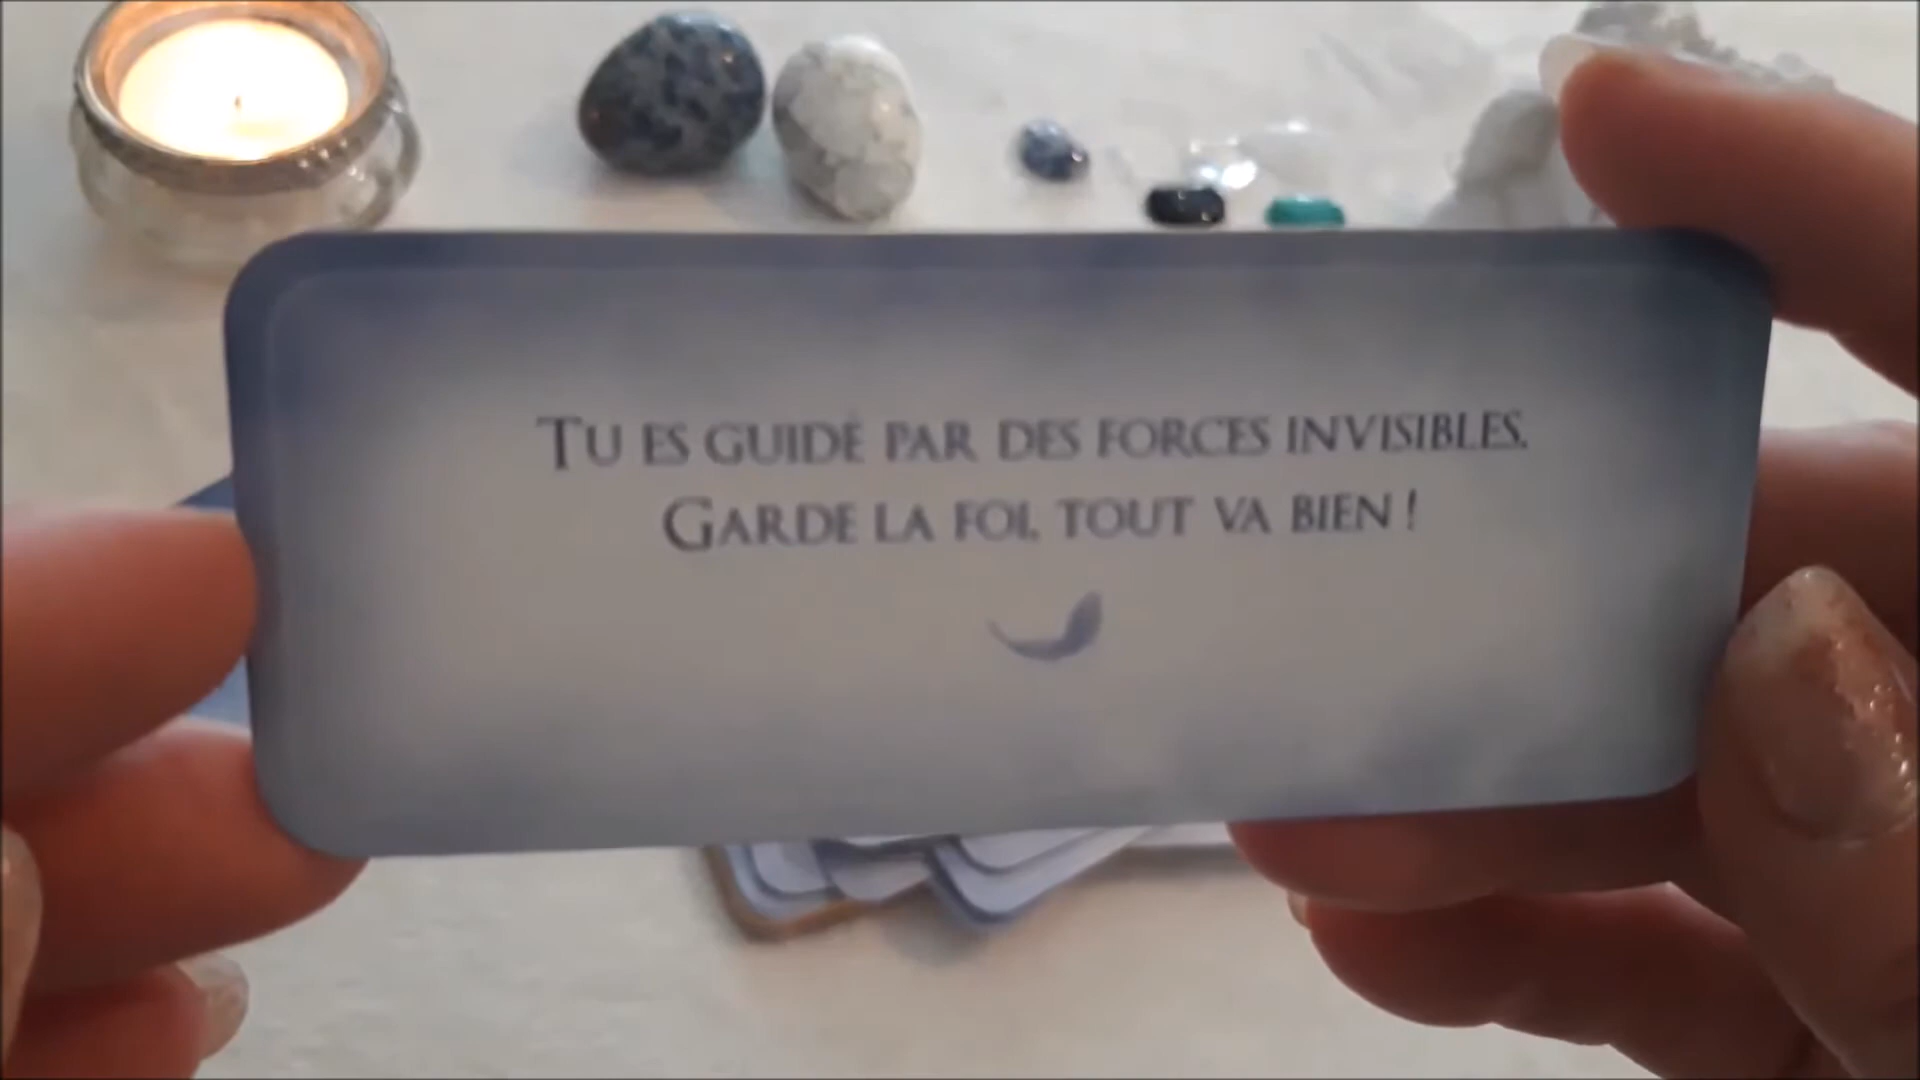 TU ES GUIDÉ PAR DES FORCES INVISIBLES.
GARDE LA FOI, TOUT VA BIEN !